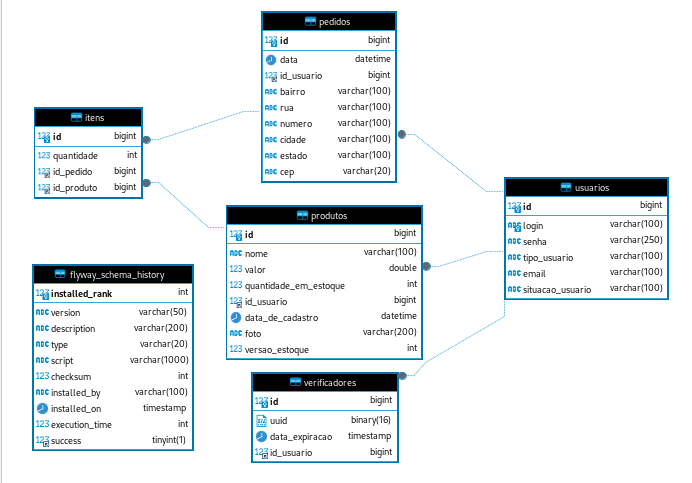 pedidos
id bigint
data datetime
id_usuario bigint
bairro varchar(100)
rua varchar(100)
numero varchar(100)
cidade varchar(100)
estado varchar(100)
cep varchar(20)
itens
id bigint
quantidade int
id_pedido bigint
id_produto bigint
usuarios
id bigint
login varchar(100)
senha varchar(250)
tipo_usuario varchar(100)
email varchar(100)
situacao_usuario varchar(100)
produtos
id bigint
nome varchar(100)
valor double
quantidade_em_estoque int
id_usuario bigint
data_de_cadastro datetime
foto varchar(200)
versao_estoque int
flyway_schema_history
installed_rank int
version varchar(50)
description varchar(200)
type varchar(20)
script varchar(1000)
checksum int
installed_by varchar(100)
installed_on timestamp
execution_time int
success tinyint(1)
verificadores
id bigint
uuid binary(16)
data_expiracao timestamp
id_usuario bigint